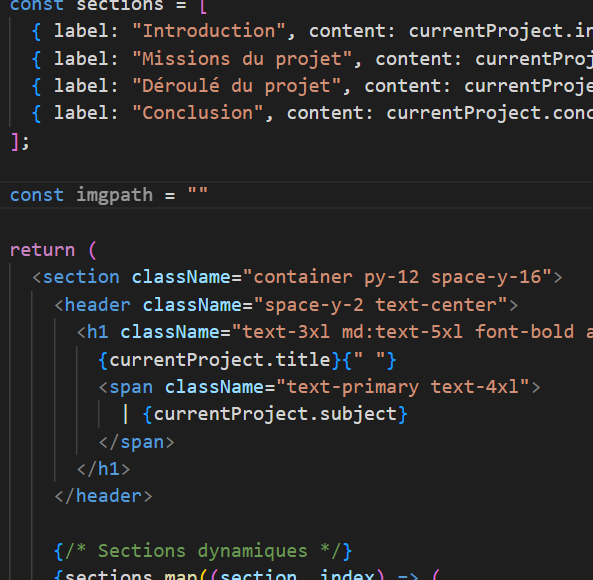 const sections = [
{ label: "Introduction", content: currentProject.in
{ label: "Missions du projet", content: currentProj
{ label: "Déroulé du projet", content: currentProje
{ label: "Conclusion", content: currentProject.conc
];
const imgpath = ""
return (
<section className="container py-12 space-y-16">
<header className="space-y-2 text-center">
<h1 className="text-3xl md:text-5xl font-bold a
{currentProject.title}{" "}
<span className="text-primary text-4xl">
| {currentProject.subject}
</span>
</h1>
</header>
{/* Sections dynamiques */}
{sections.map((section, index) => (